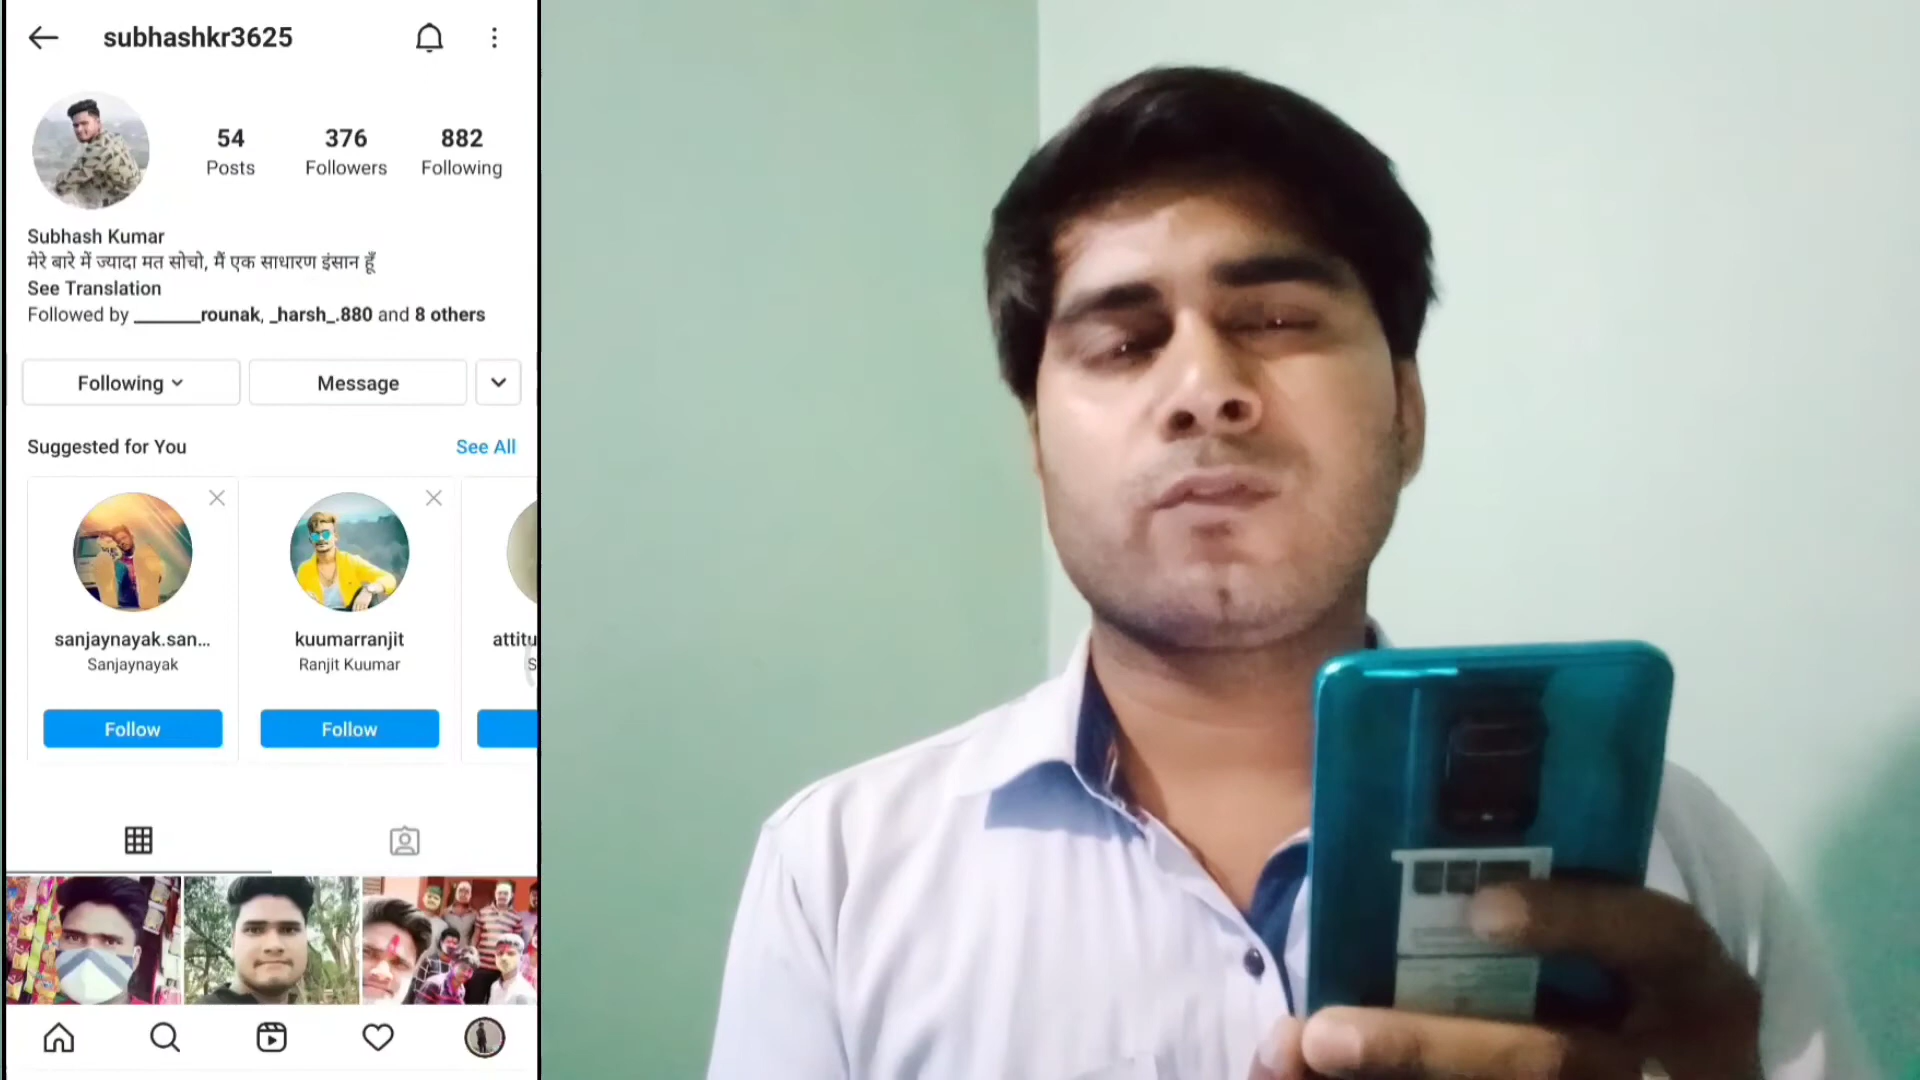 subhashkr3625
54 376 882
Posts Followers Following
Subhash Kumar
मेरे बारे में ज्यादा मत सोचो, मैं एक साधारण इंसान हूँ
See Translation
Followed by _______rounak, _harsh_.880 and 8 others
Following Message
Suggested for You See All
sanjaynayak.san... kuumarranjit attitu
Sanjaynayak Ranjit Kuumar S
Follow Follow